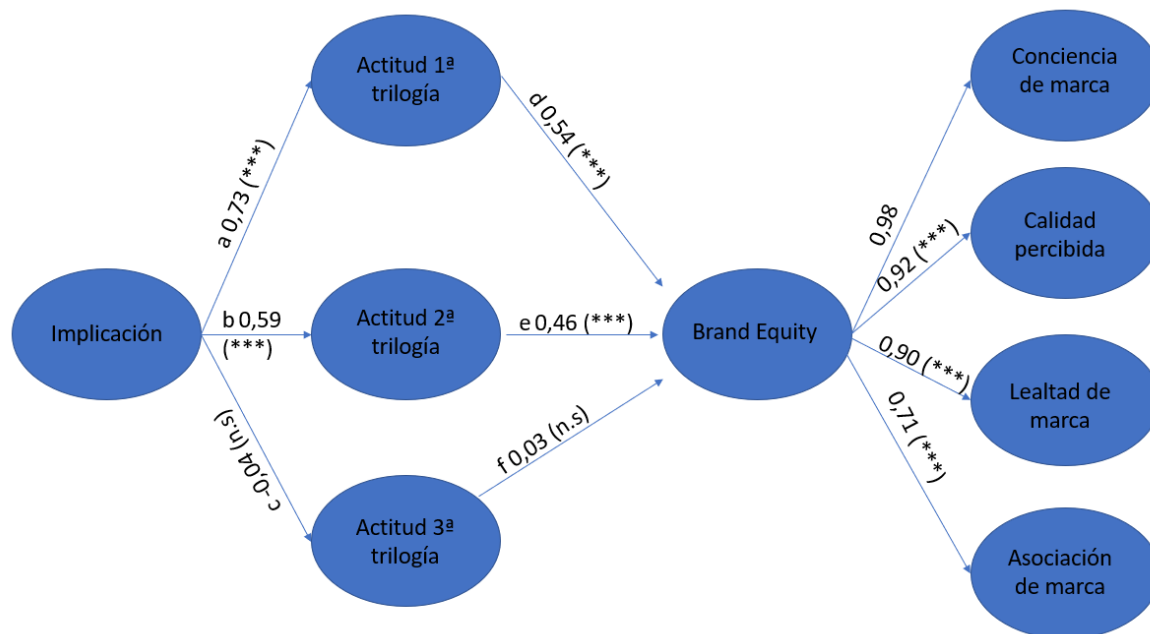 Actitud 1ª
trilogía
Conciencia
de marca
a 0,73 (***)
d 0,54 (***)
0,98
Calidad
percibida
0,92 (***)
Implicación
b 0,59
(***)
Actitud 2ª
trilogía
e 0,46 (***)
Brand Equity
0,90 (***)
Lealtad de
marca
c-0,04 (n.s)
f 0,03 (n.s)
0,71 (***)
Actitud 3ª
trilogía
Asociación
de marca